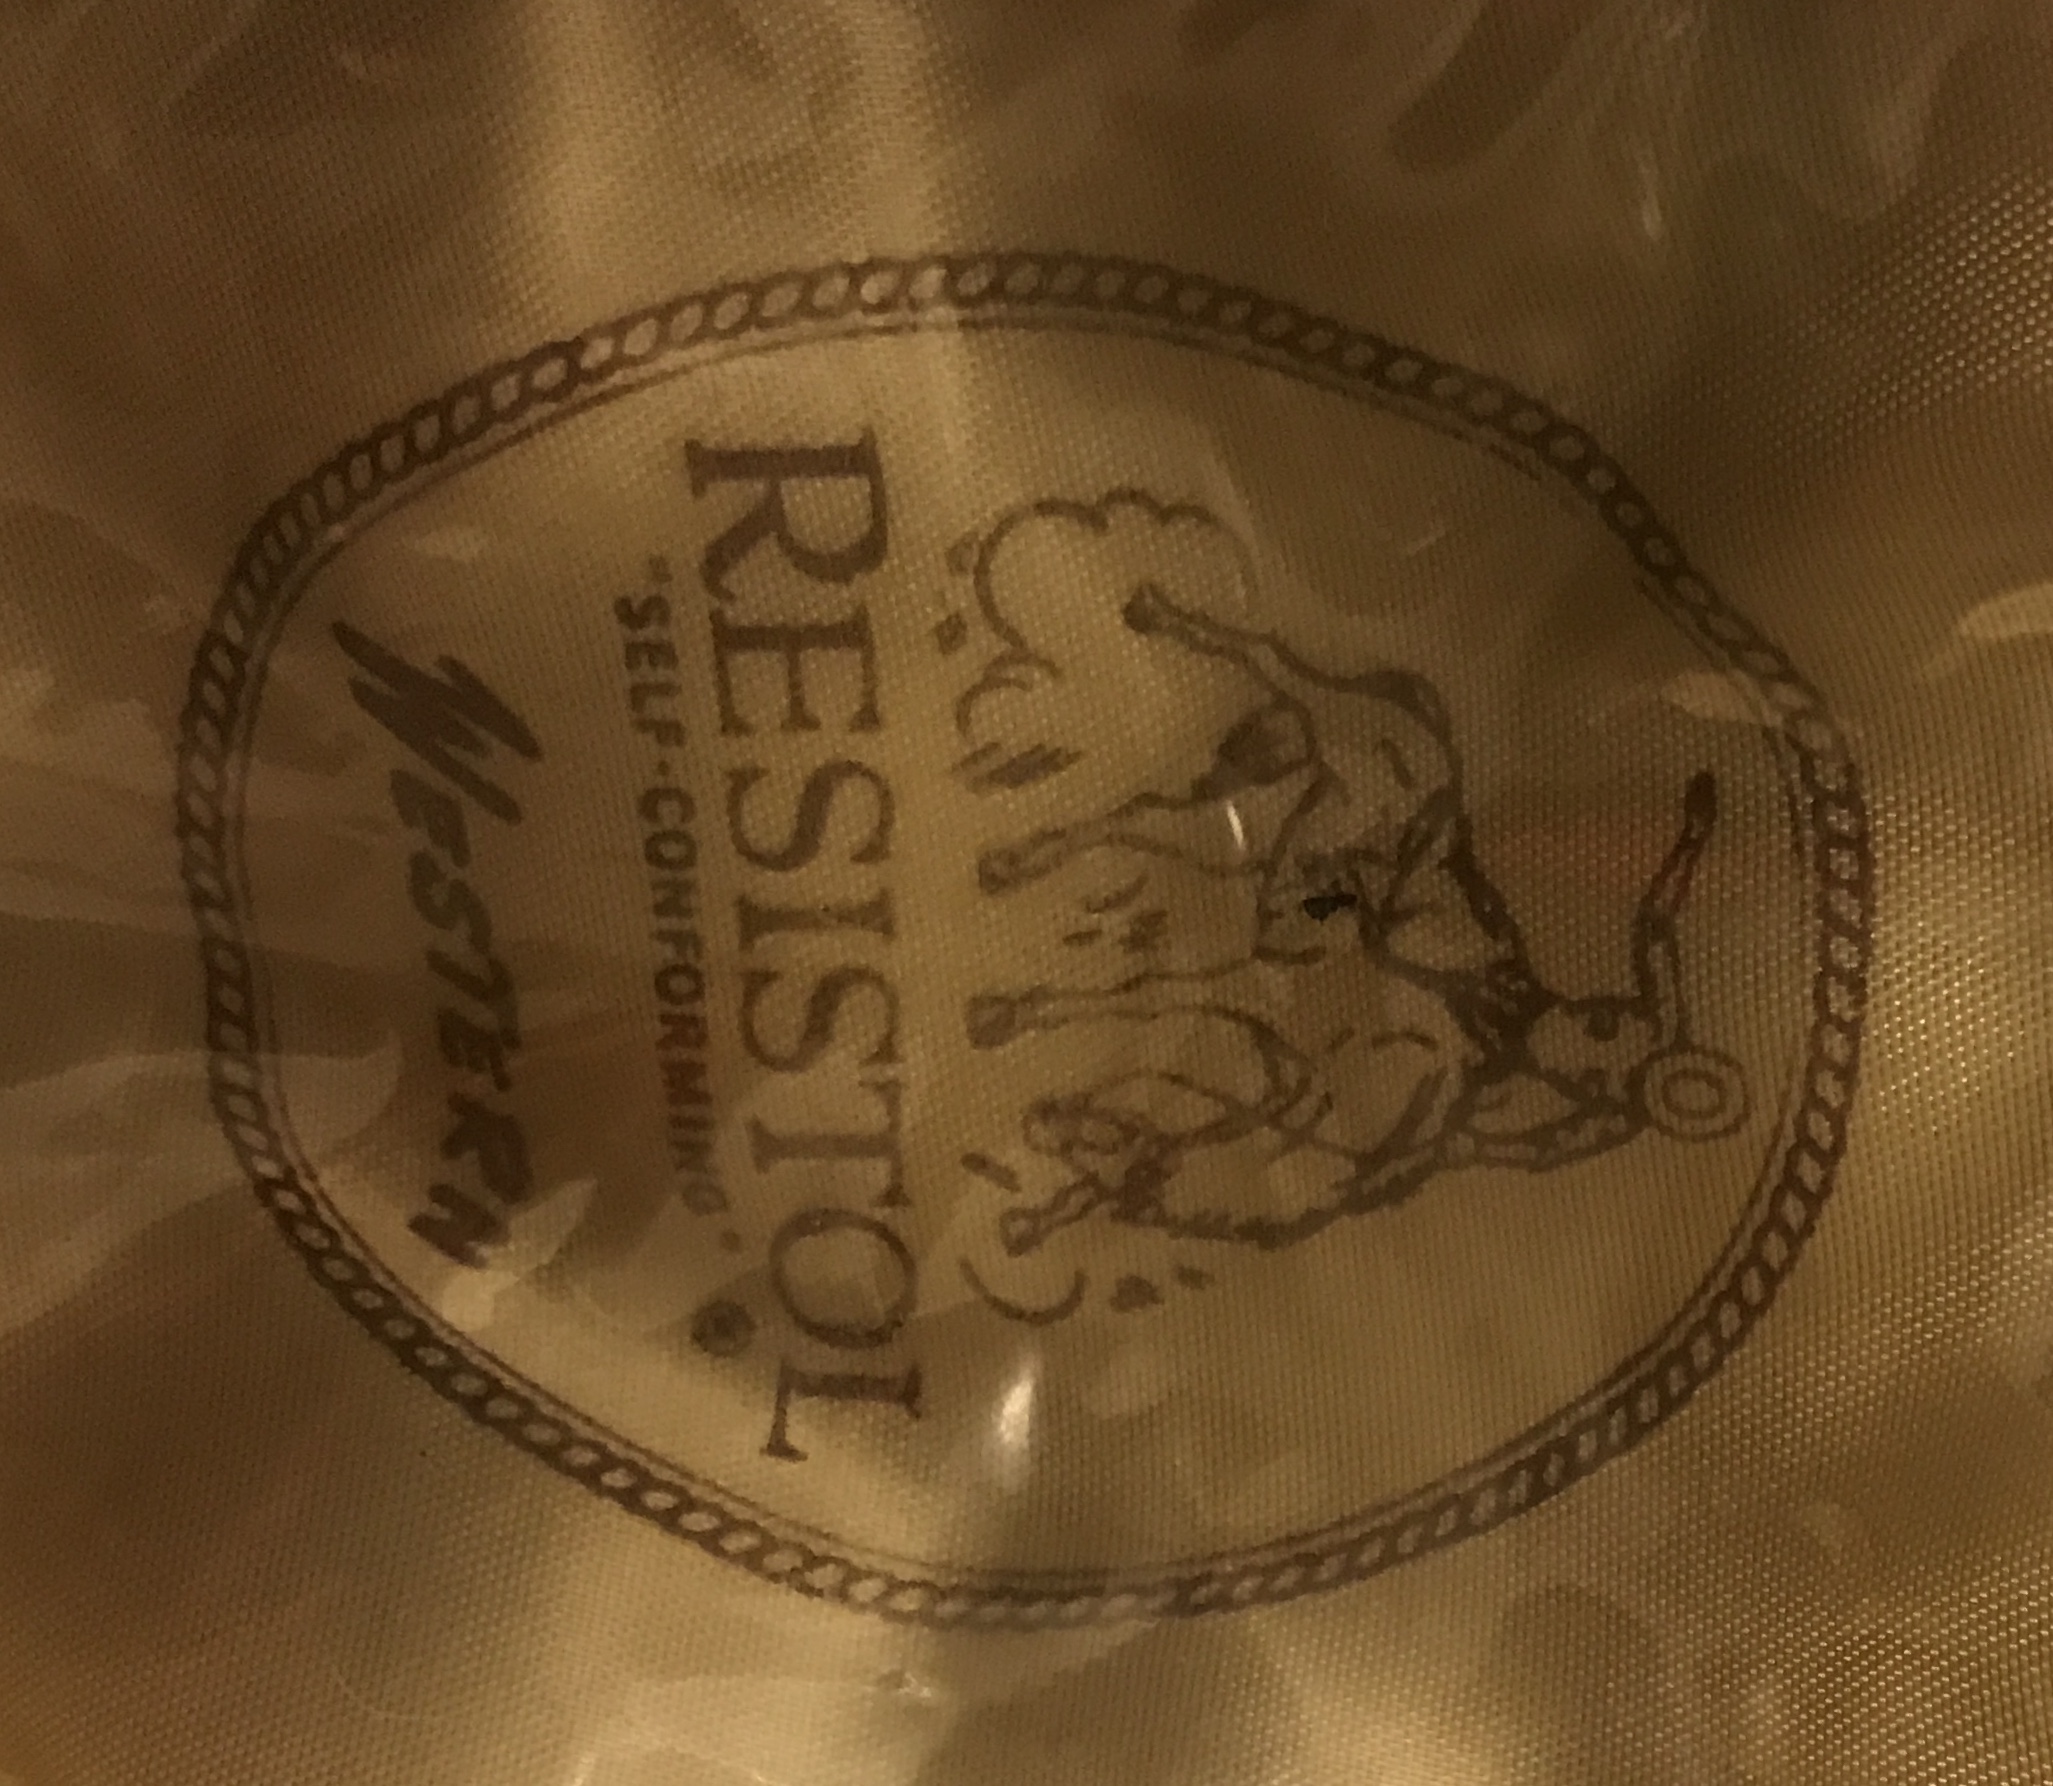 RESISTOL
"SELF-CONFORMING" ®
WESTERN